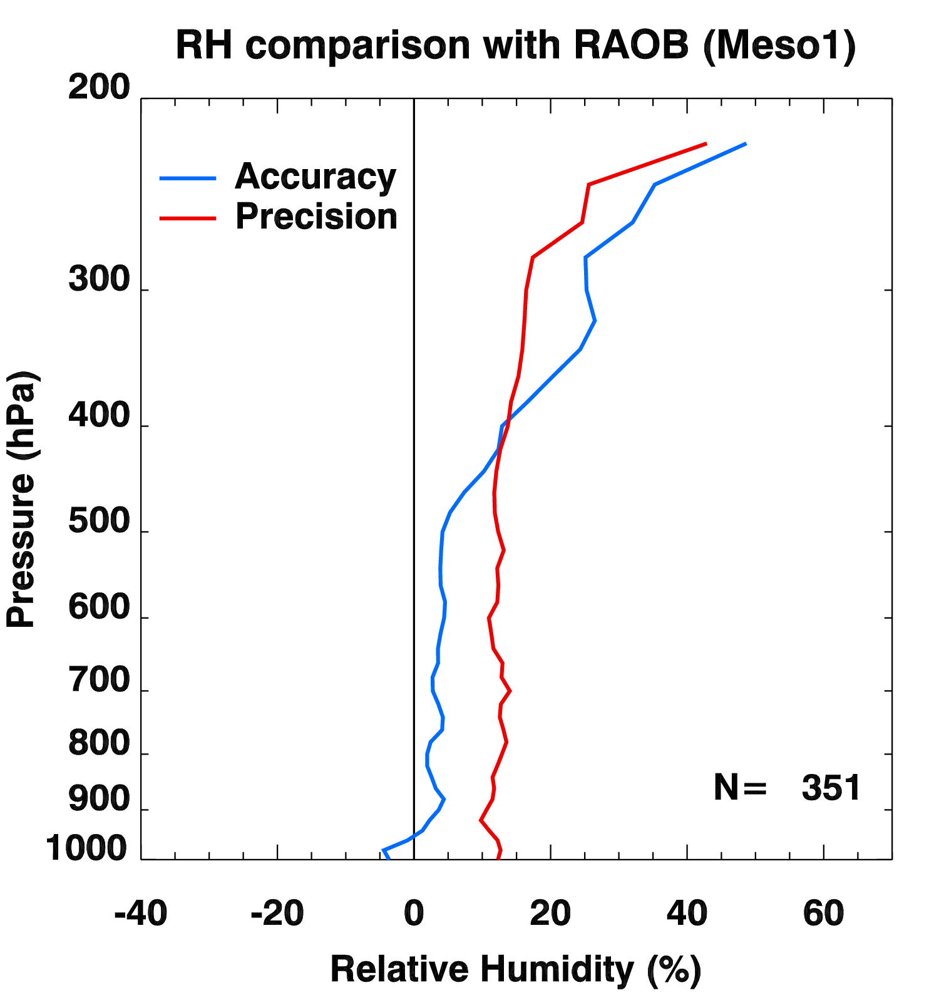 RH comparison with RAOB (Meso1)
200
Accuracy
Precision
300
400
500
600
700
800
900
1000
Pressure (hPa)
N= 351
-40 -20 0 20 40 60
Relative Humidity (%)